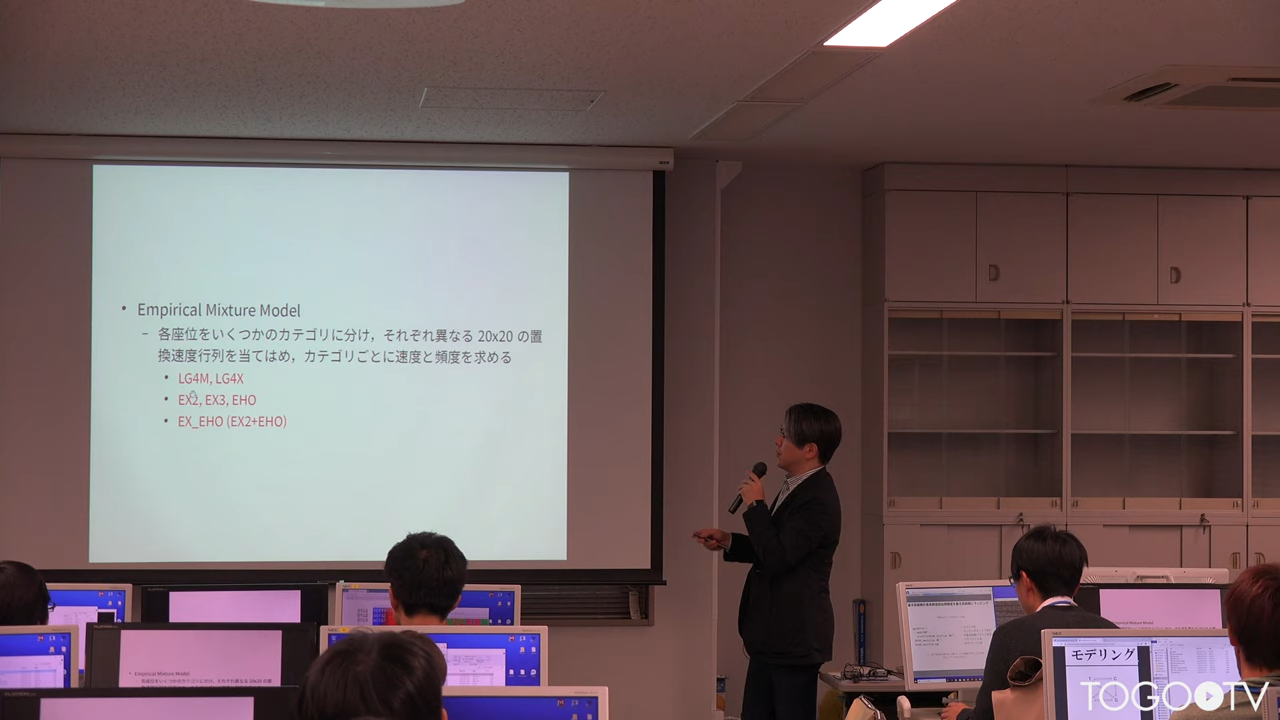 • Empirical Mixture Model
– 各座位をいくつかのカテゴリに分け，それぞれ異なる 20x20 の置
換速度行列を当てはめ，カテゴリごとに速度と頻度を求める
• LG4M, LG4X
• EX2, EX3, EHO
• EX_EHO (EX2+EHO)
• Empirical Mixture Model
モデリング
TOGOTV